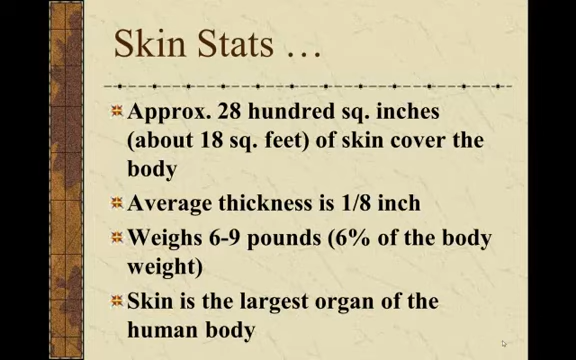 Skin Stats …
Approx. 28 hundred sq. inches
(about 18 sq. feet) of skin cover the
body
Average thickness is 1/8 inch
Weighs 6-9 pounds (6% of the body
weight)
Skin is the largest organ of the
human body